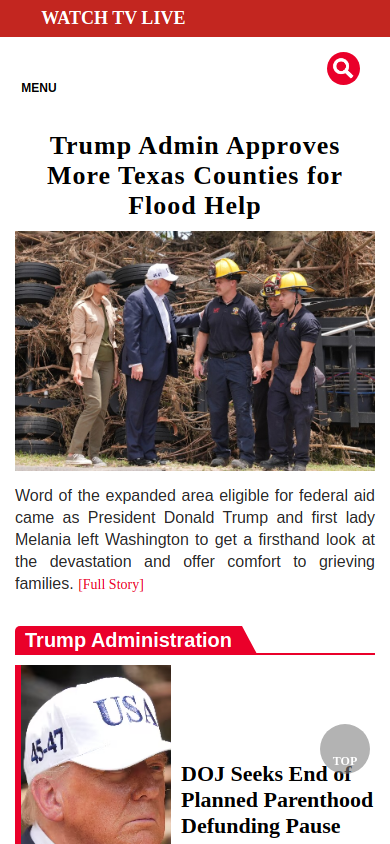 WATCH TV LIVE
MENU
Trump Admin Approves
More Texas Counties for
Flood Help
Word of the expanded area eligible for federal aid
came as President Donald Trump and first lady
Melania left Washington to get a firsthand look at
the devastation and offer comfort to grieving
families. [Full Story]
Trump Administration
USA
45-47
TOP
DOJ Seeks End of
Planned Parenthood
Defunding Pause